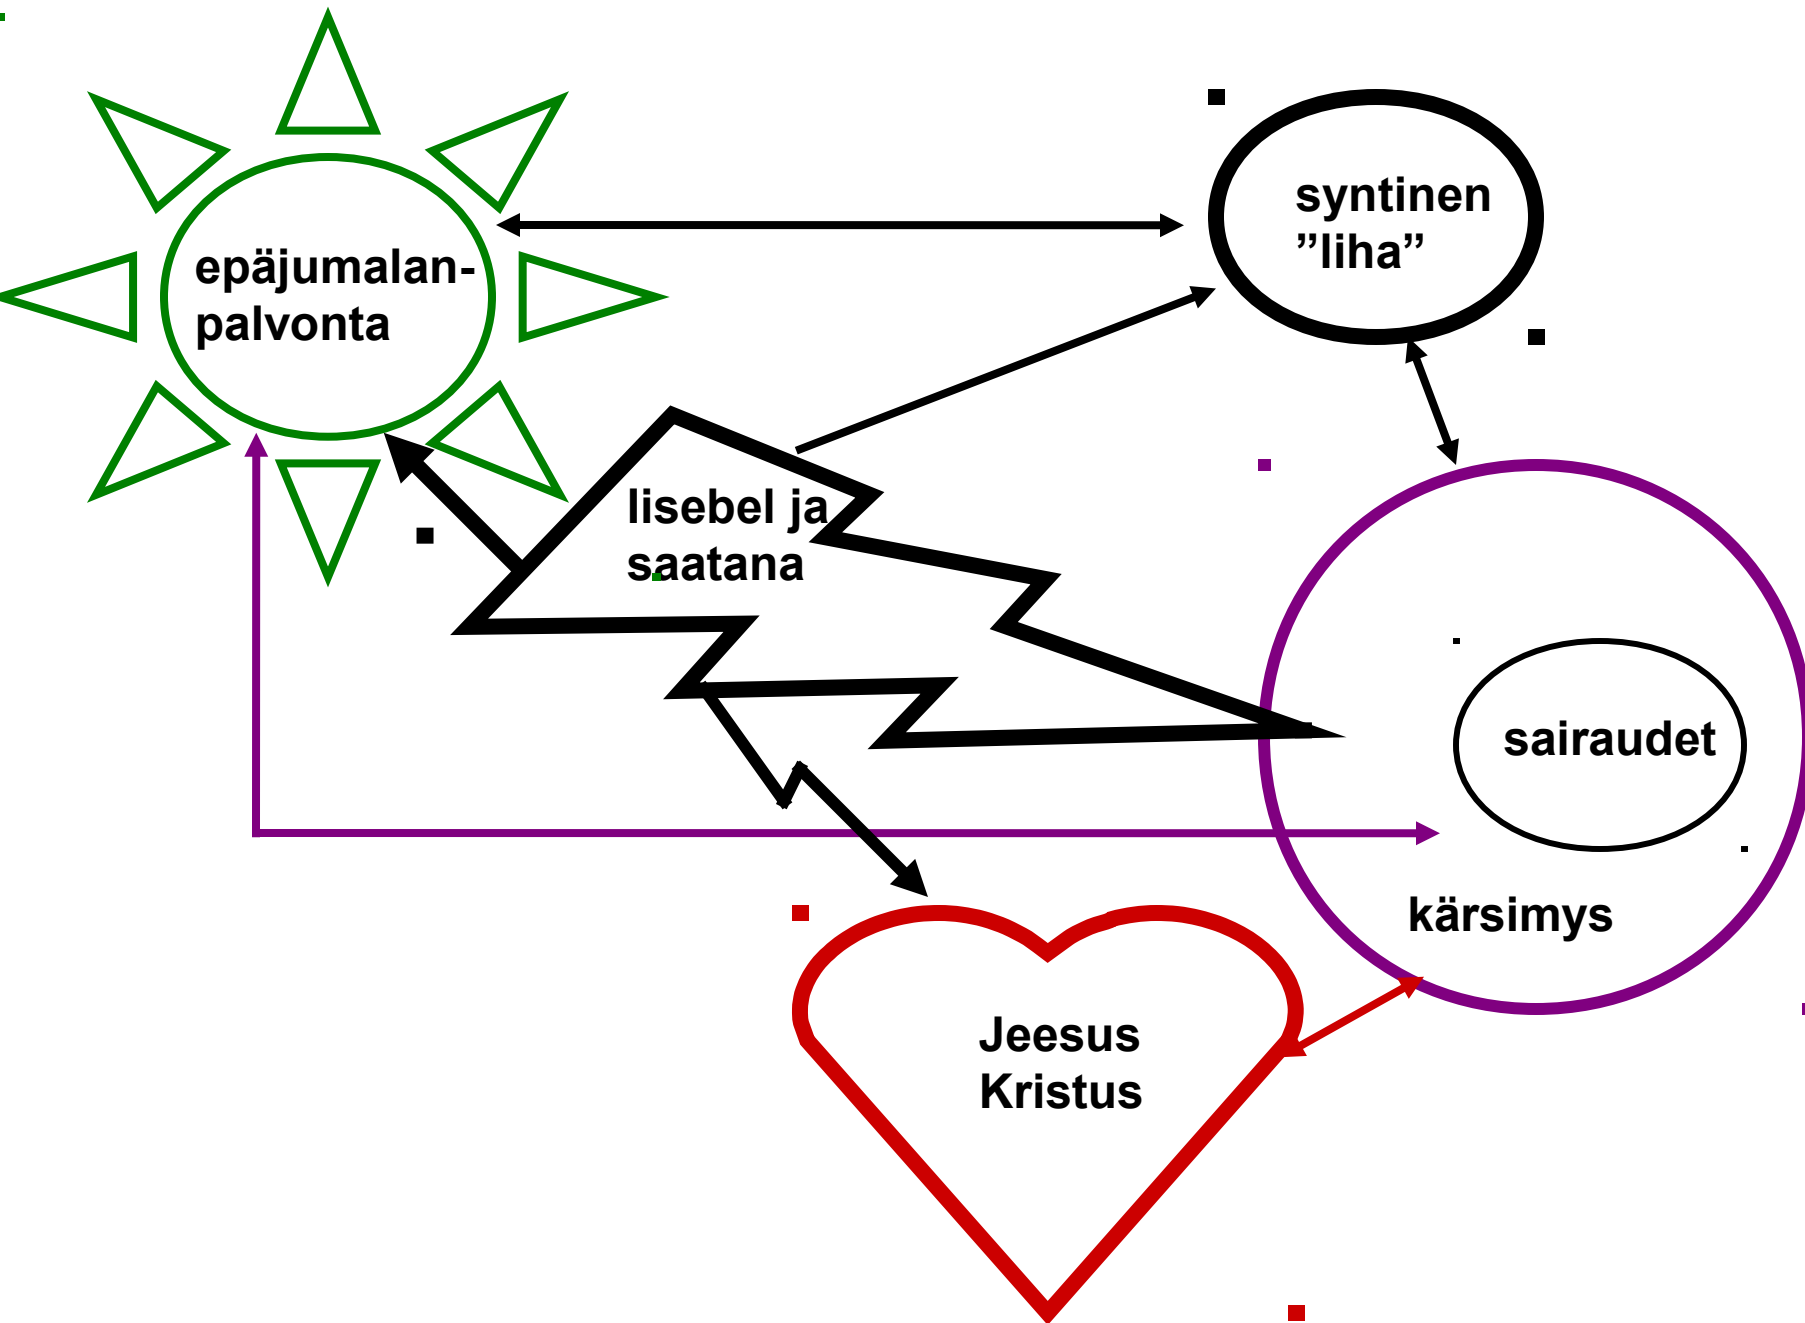 epäjumalan-
palvonta
syntinen
”liha”
Iisebel ja
saatana
sairaudet
kärsimys
Jeesus
Kristus